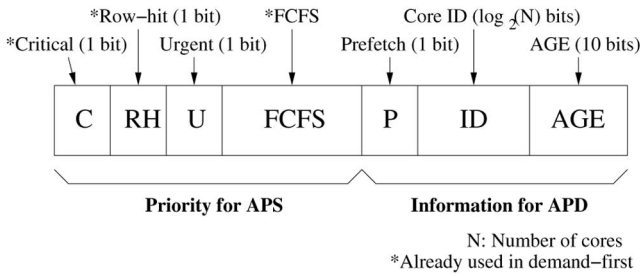 *Row−hit (1 bit) *FCFS Core ID (log 2(N) bits)
*Critical (1 bit) Urgent (1 bit) Prefetch (1 bit) AGE (10 bits)
C RH U FCFS P ID AGE
Priority for APS Information for APD
N: Number of cores
*Already used in demand−first